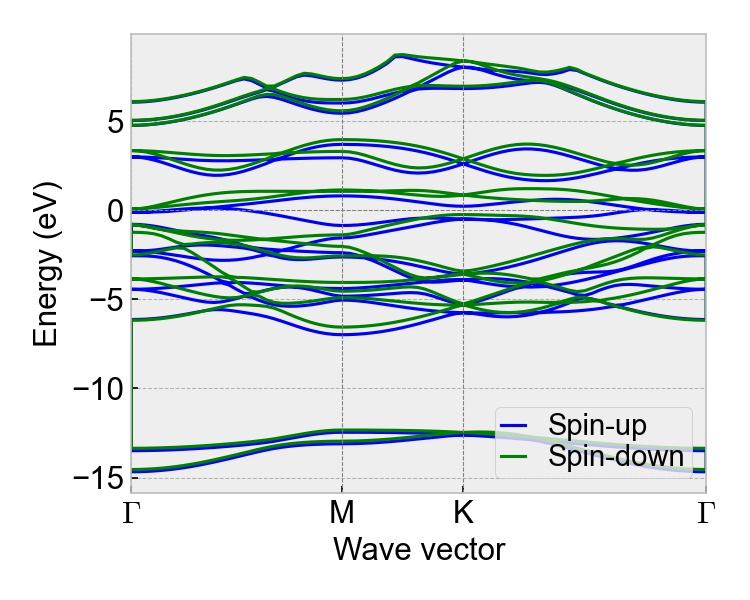 Energy (eV)
5
0
−5
−10
−15
Spin-up
Spin-down
Γ M K Γ
Wave vector